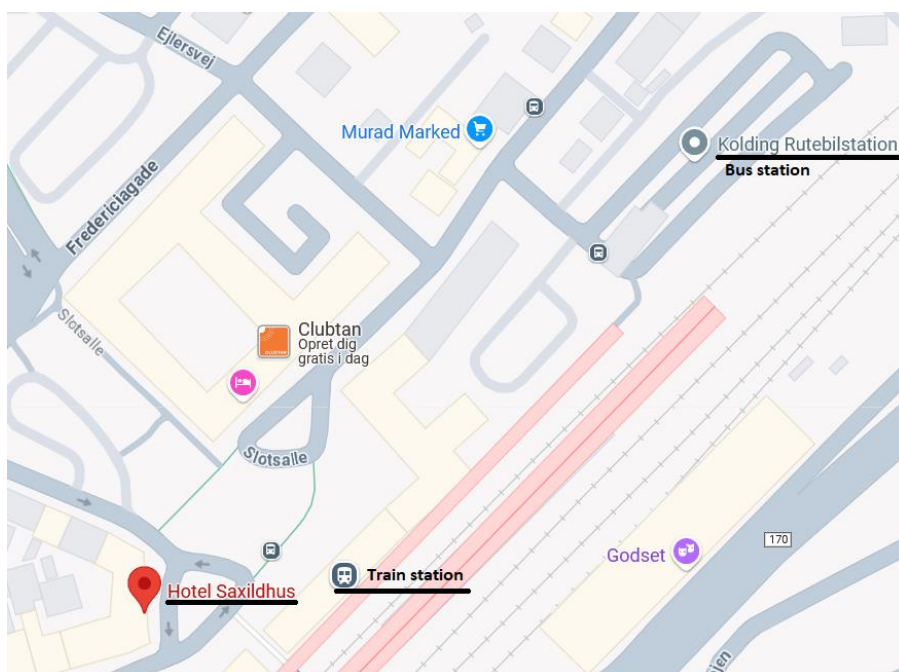 Ejlersvej
Murad Marked
Kolding Rutebilstation
Bus station
Fredericiagade
Slotsalle
Clubtan
Opret dig
gratis i dag
Slotsalle
170
Godset
Train station
Hotel Saxildhus